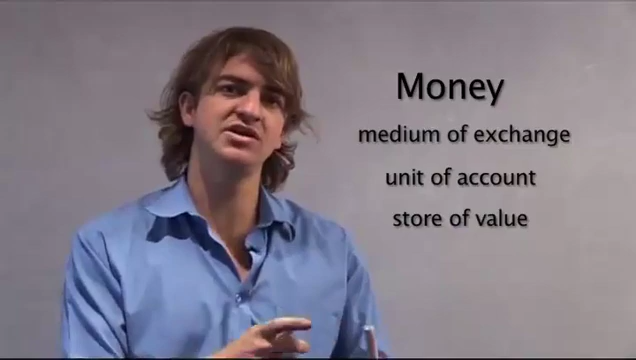 Money
medium of exchange
unit of account
store of value